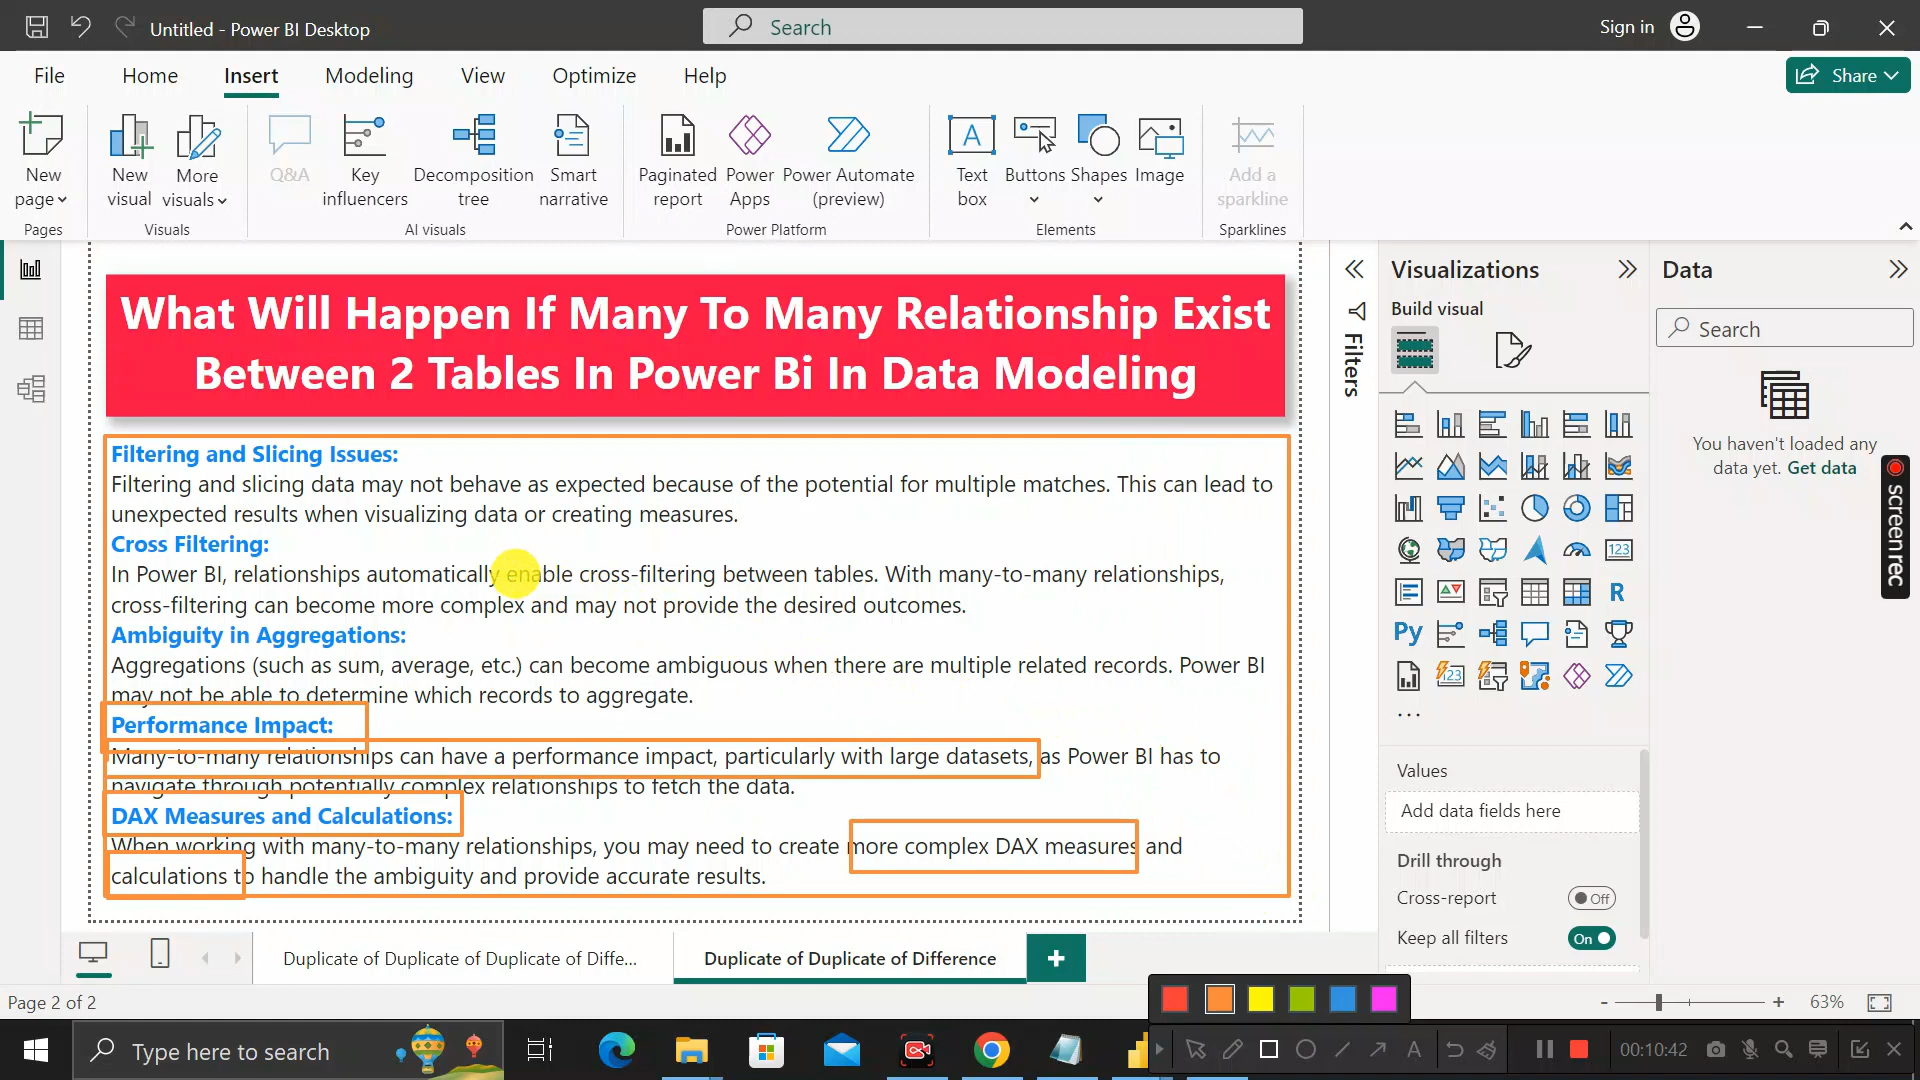 Untitled - Power BI Desktop
Search
Sign in
File Home Insert Modeling View Optimize Help
Share
New page
New visual
More visuals
Q&A
Key influencers
Decomposition tree
Smart narrative
Paginated report
Power Apps
Power Automate (preview)
Text box
Buttons
Shapes
Image
Add a sparkline
Pages
Visuals
AI visuals
Power Platform
Elements
Sparklines
What Will Happen If Many To Many Relationship Exist
Between 2 Tables In Power Bi In Data Modeling
Filtering and Slicing Issues:
Filtering and slicing data may not behave as expected because of the potential for multiple matches. This can lead to
unexpected results when visualizing data or creating measures.
Cross Filtering:
In Power BI, relationships automatically enable cross-filtering between tables. With many-to-many relationships,
cross-filtering can become more complex and may not provide the desired outcomes.
Ambiguity in Aggregations:
Aggregations (such as sum, average, etc.) can become ambiguous when there are multiple related records. Power BI
may not be able to determine which records to aggregate.
Performance Impact:
Many-to-many relationships can have a performance impact, particularly with large datasets, as Power BI has to
navigate through potentially complex relationships to fetch the data.
DAX Measures and Calculations:
When working with many-to-many relationships, you may need to create more complex DAX measures and
calculations to handle the ambiguity and provide accurate results.
Filters
Visualizations
Build visual
123
R
Py
123
...
Values
Add data fields here
Drill through
Cross-report
Off
Keep all filters
On
Data
Search
You haven't loaded any
data yet. Get data
screen rec
Duplicate of Duplicate of Duplicate of Diffe...
Duplicate of Duplicate of Difference
+
Page 2 of 2
- + 63%
Type here to search
A
00:10:42